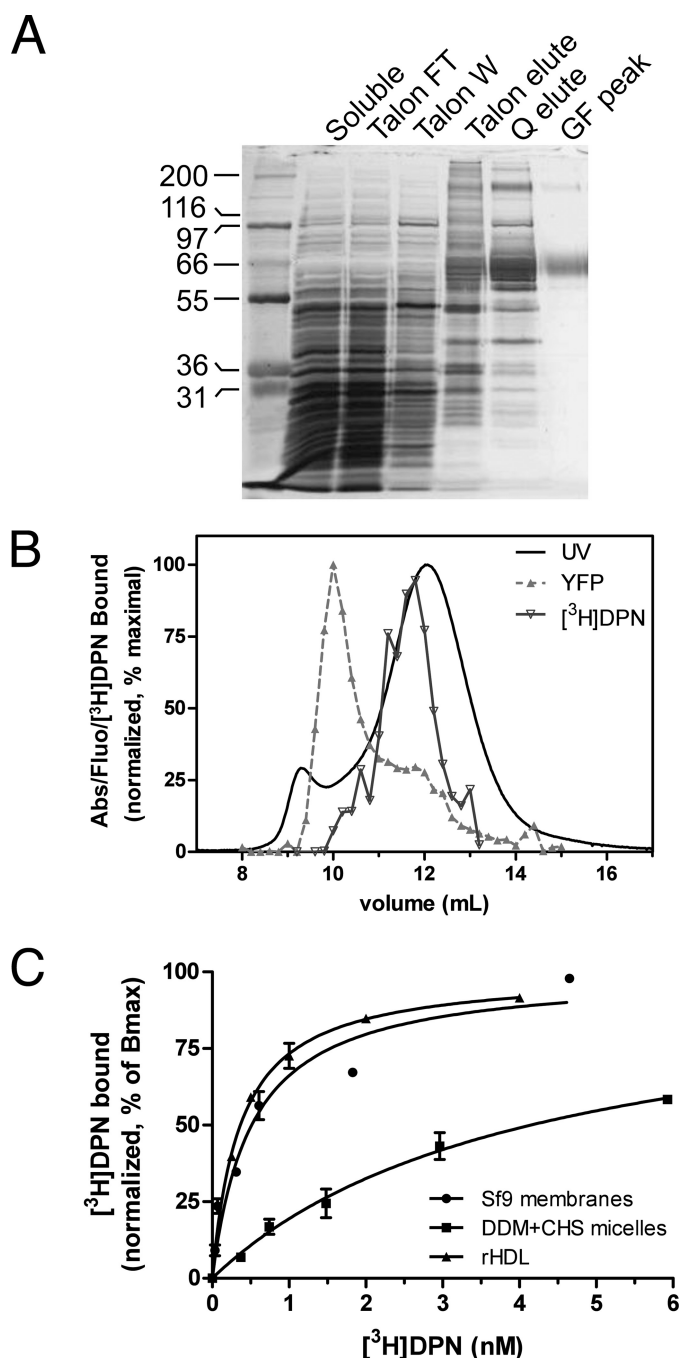 A
Soluble
Talon FT
Talon W
Talon elute
Q elute
GF peak
200
116
97
66
55
36
31
B
Abs/Fluo/[³H]DPN Bound
(normalized, % maximal)
100
75
50
25
0
UV
YFP
[³H]DPN
8
10
12
14
16
volume (mL)
C
[³H]DPN bound
(normalized, % of Bmax)
100
75
50
25
0
Sf9 membranes
DDM+CHS micelles
rHDL
0
1
2
3
4
5
6
[³H]DPN (nM)